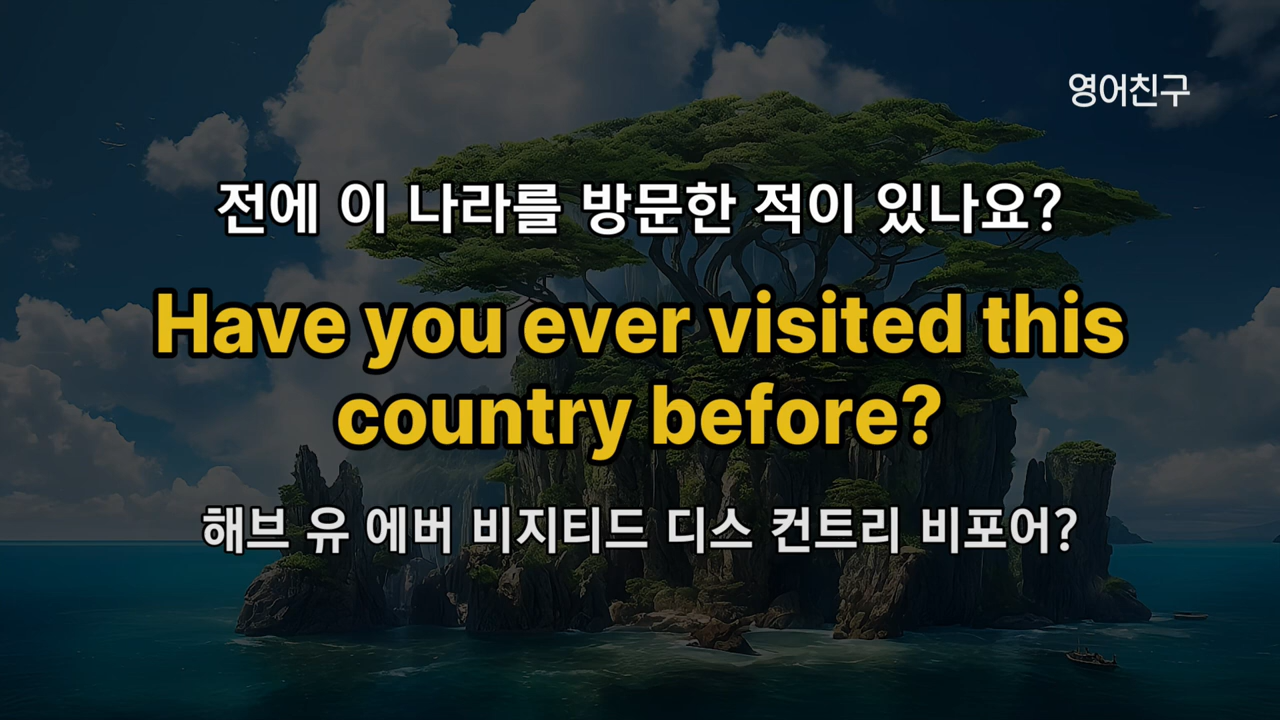 영어친구
전에 이 나라를 방문한 적이 있나요?
Have you ever visited this
country before?
해브 유 에버 비지티드 디스 컨트리 비포어?